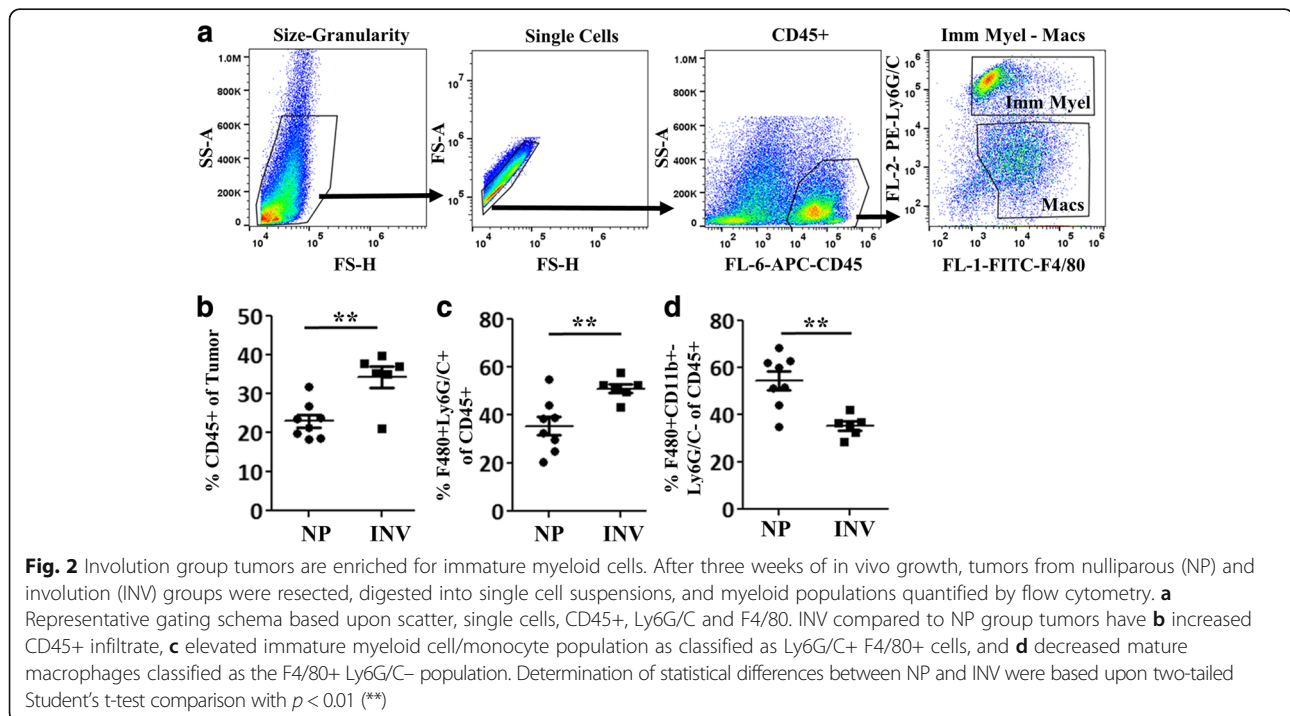 a
Size-Granularity
Single Cells
CD45+
Imm Myel - Macs
SS-A
1.0M
800K
600K
400K
200K
0
10^4
10^5
10^6
FS-H
FS-A
10^7
10^6
10^5
10^4
10^5
10^6
FS-H
SS-A
1.0M
800K
600K
400K
200K
0
10^2
10^3
10^4
10^5
10^6
FL-6-APC-CD45
FL-2- PE-Ly6G/C
10^6
10^5
10^4
10^3
10^2
Imm Myel
Macs
10^2
10^3
10^4
10^5
10^6
FL-1-FITC-F4/80
b
% CD45+ of Tumor
50
40
30
20
10
0
**
NP
INV
c
% F480+Ly6G/C+
of CD45+
80
60
40
20
0
**
NP
INV
d
% F480+CD11b+-
Ly6G/C- of CD45+
80
60
40
20
0
**
NP
INV
Fig. 2 Involution group tumors are enriched for immature myeloid cells. After three weeks of in vivo growth, tumors from nulliparous (NP) and
involution (INV) groups were resected, digested into single cell suspensions, and myeloid populations quantified by flow cytometry. a
Representative gating schema based upon scatter, single cells, CD45+, Ly6G/C and F4/80. INV compared to NP group tumors have b increased
CD45+ infiltrate, c elevated immature myeloid cell/monocyte population as classified as Ly6G/C+ F4/80+ cells, and d decreased mature
macrophages classified as the F4/80+ Ly6G/C– population. Determination of statistical differences between NP and INV were based upon two-tailed
Student's t-test comparison with p < 0.01 (**)